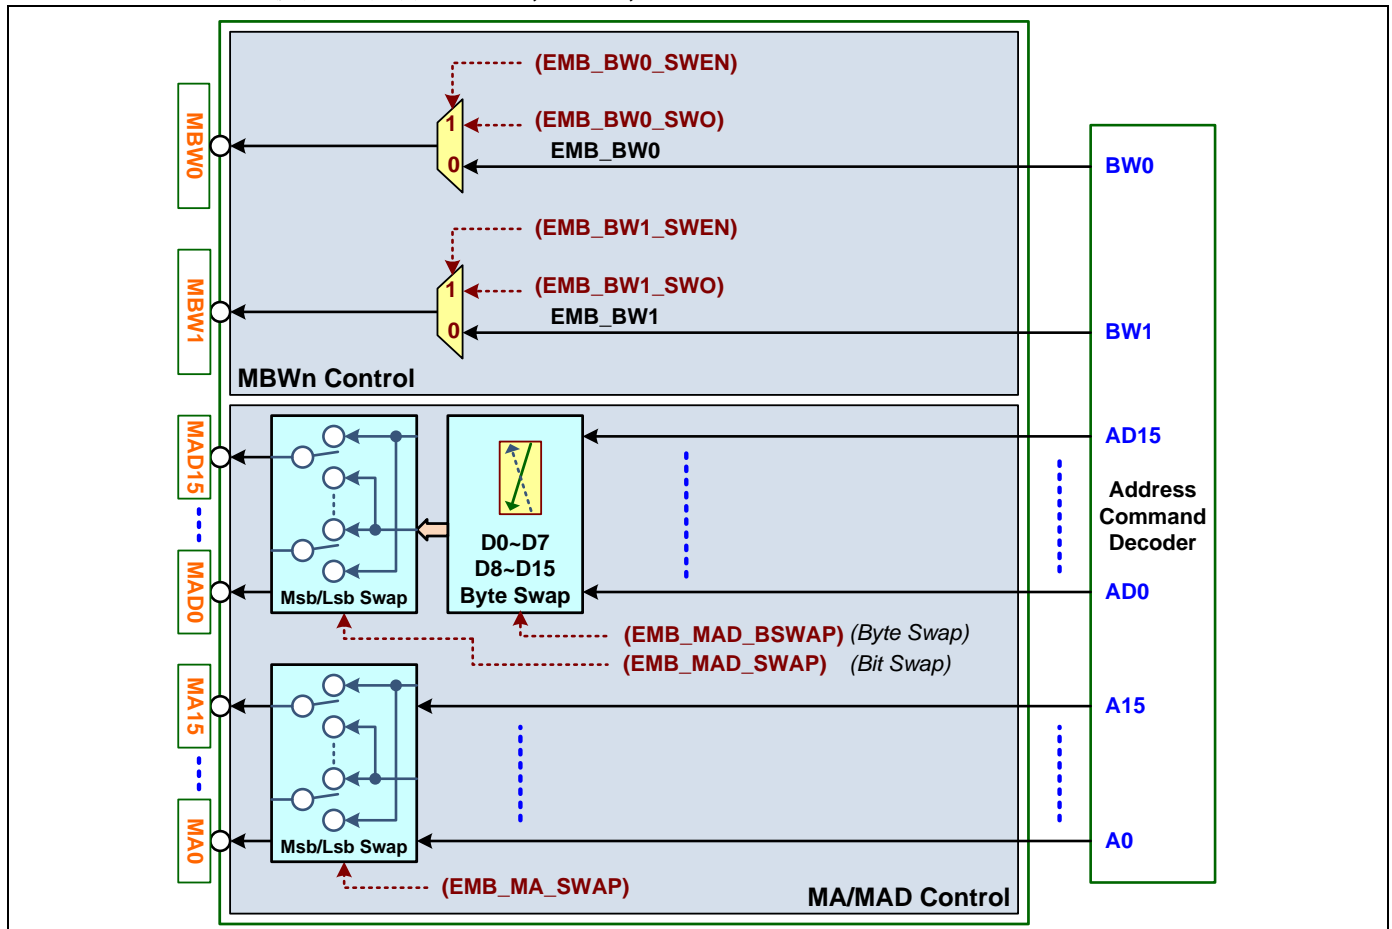 (EMB_BW0_SWEN)
1
(EMB_BW0_SWO)
EMB_BW0
0
MBW0
BW0
(EMB_BW1_SWEN)
1
(EMB_BW1_SWO)
EMB_BW1
0
MBW1
BW1
MBWn Control
MAD15
AD15
Address
Command
Decoder
D0~D7
D8~D15
Byte Swap
Msb/Lsb Swap
MAD0
AD0
(EMB_MAD_BSWAP) (Byte Swap)
(EMB_MAD_SWAP) (Bit Swap)
MA15
A15
MA0
Msb/Lsb Swap
A0
(EMB_MA_SWAP)
MA/MAD Control